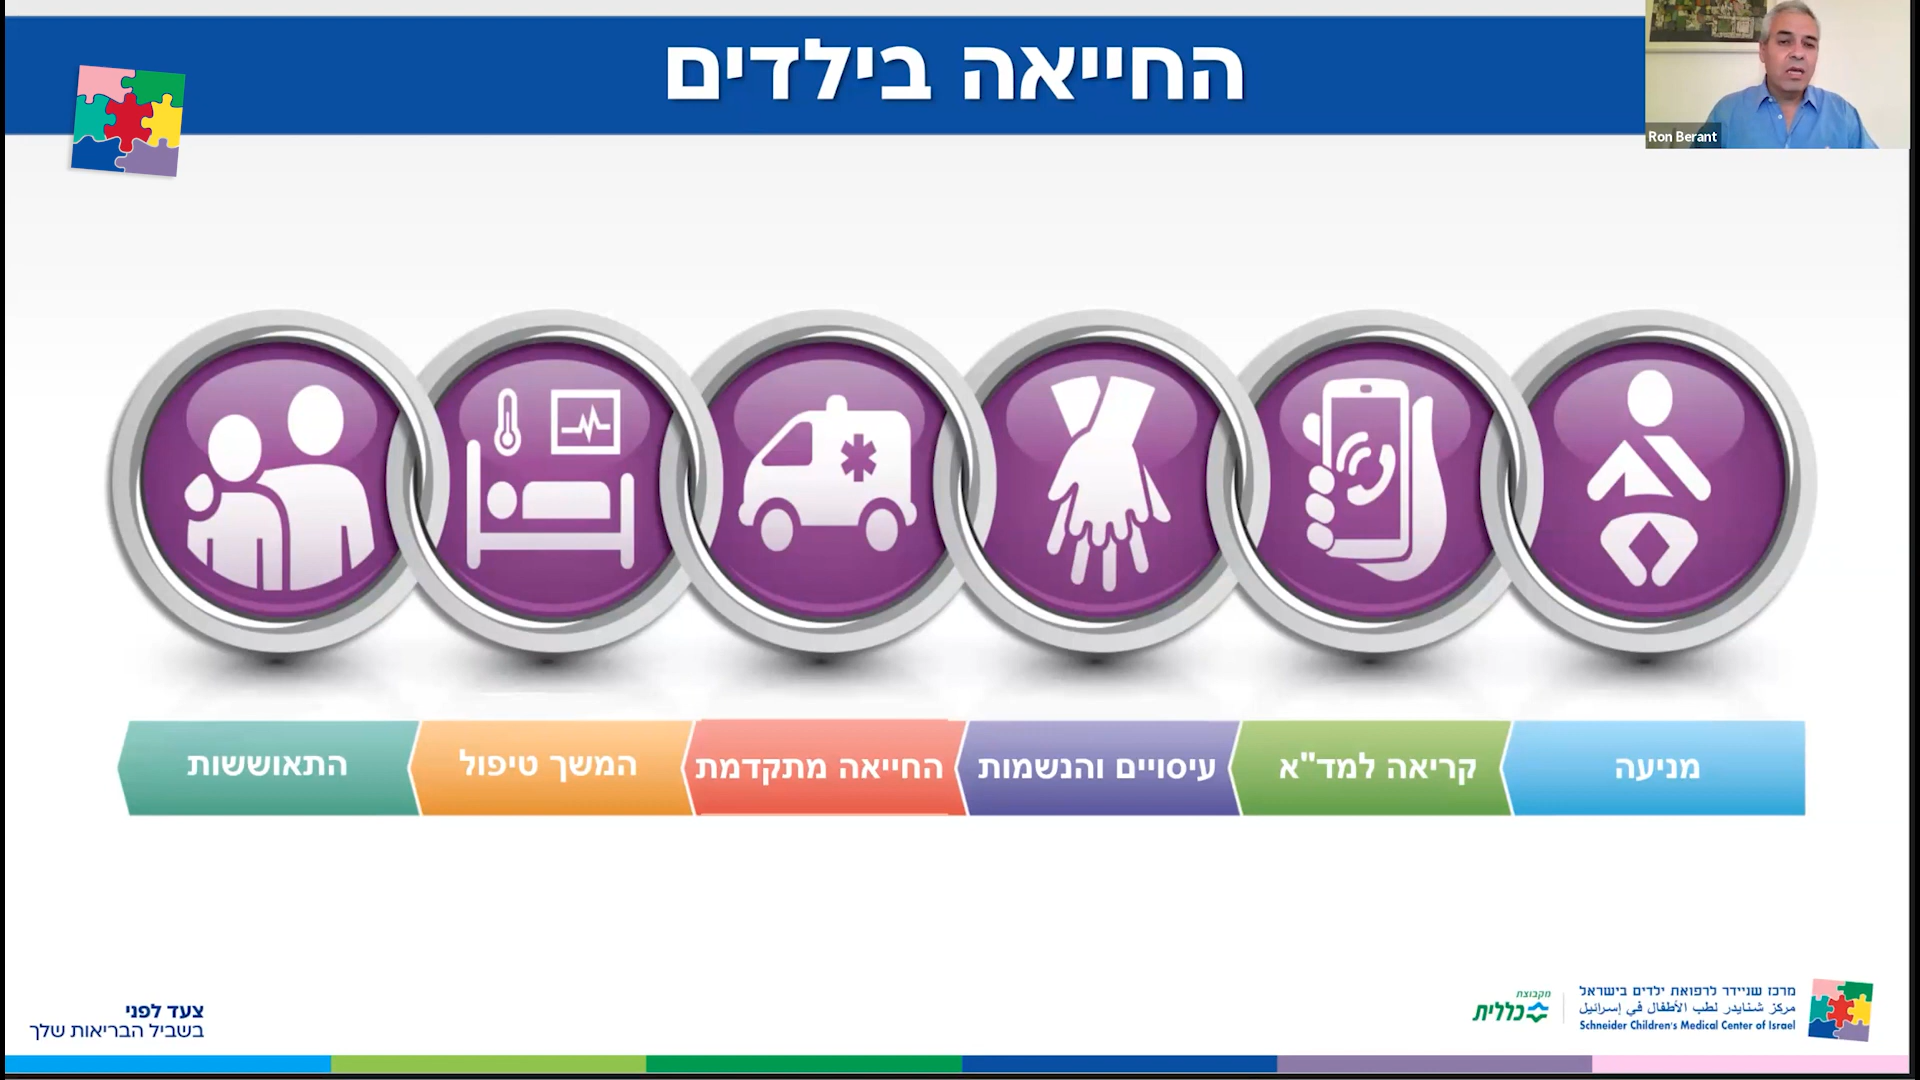 החייאה בילדים
Ron Berant
מניעה
קריאה למד"א
עיסויים והנשמות
החייאה מתקדמת
המשך טיפול
התאוששות
מרכז שניידר לרפואת ילדים בישראל
مركز شنايدر لطب الأطفال في إسرائيل
Schneider Children's Medical Center of Israel
מקבוצת
כללית
צעד לפני
בשביל הבריאות שלך